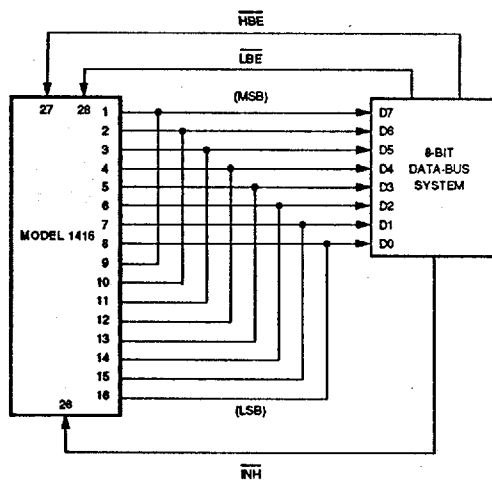 HBE
LBE
27 28 1 (MSB) D7
2 D6
3 D5 8-BIT
4 D4 DATA-BUS
5 D3 SYSTEM
6 D2
MODEL 1416 7 D1
8 D0
9
10
11
12
13
14
15
16
26 (LSB)
INH